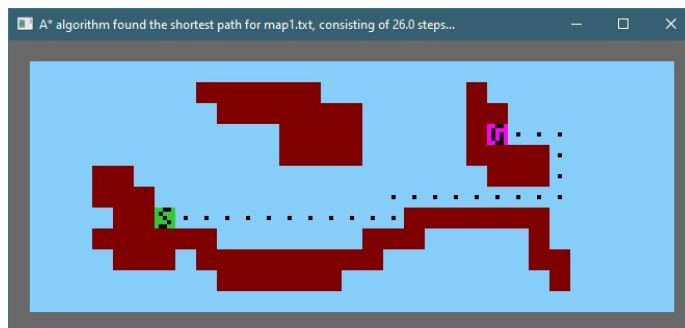 A* algorithm found the shortest path for map1.txt, consisting of 26.0 steps...
G
S